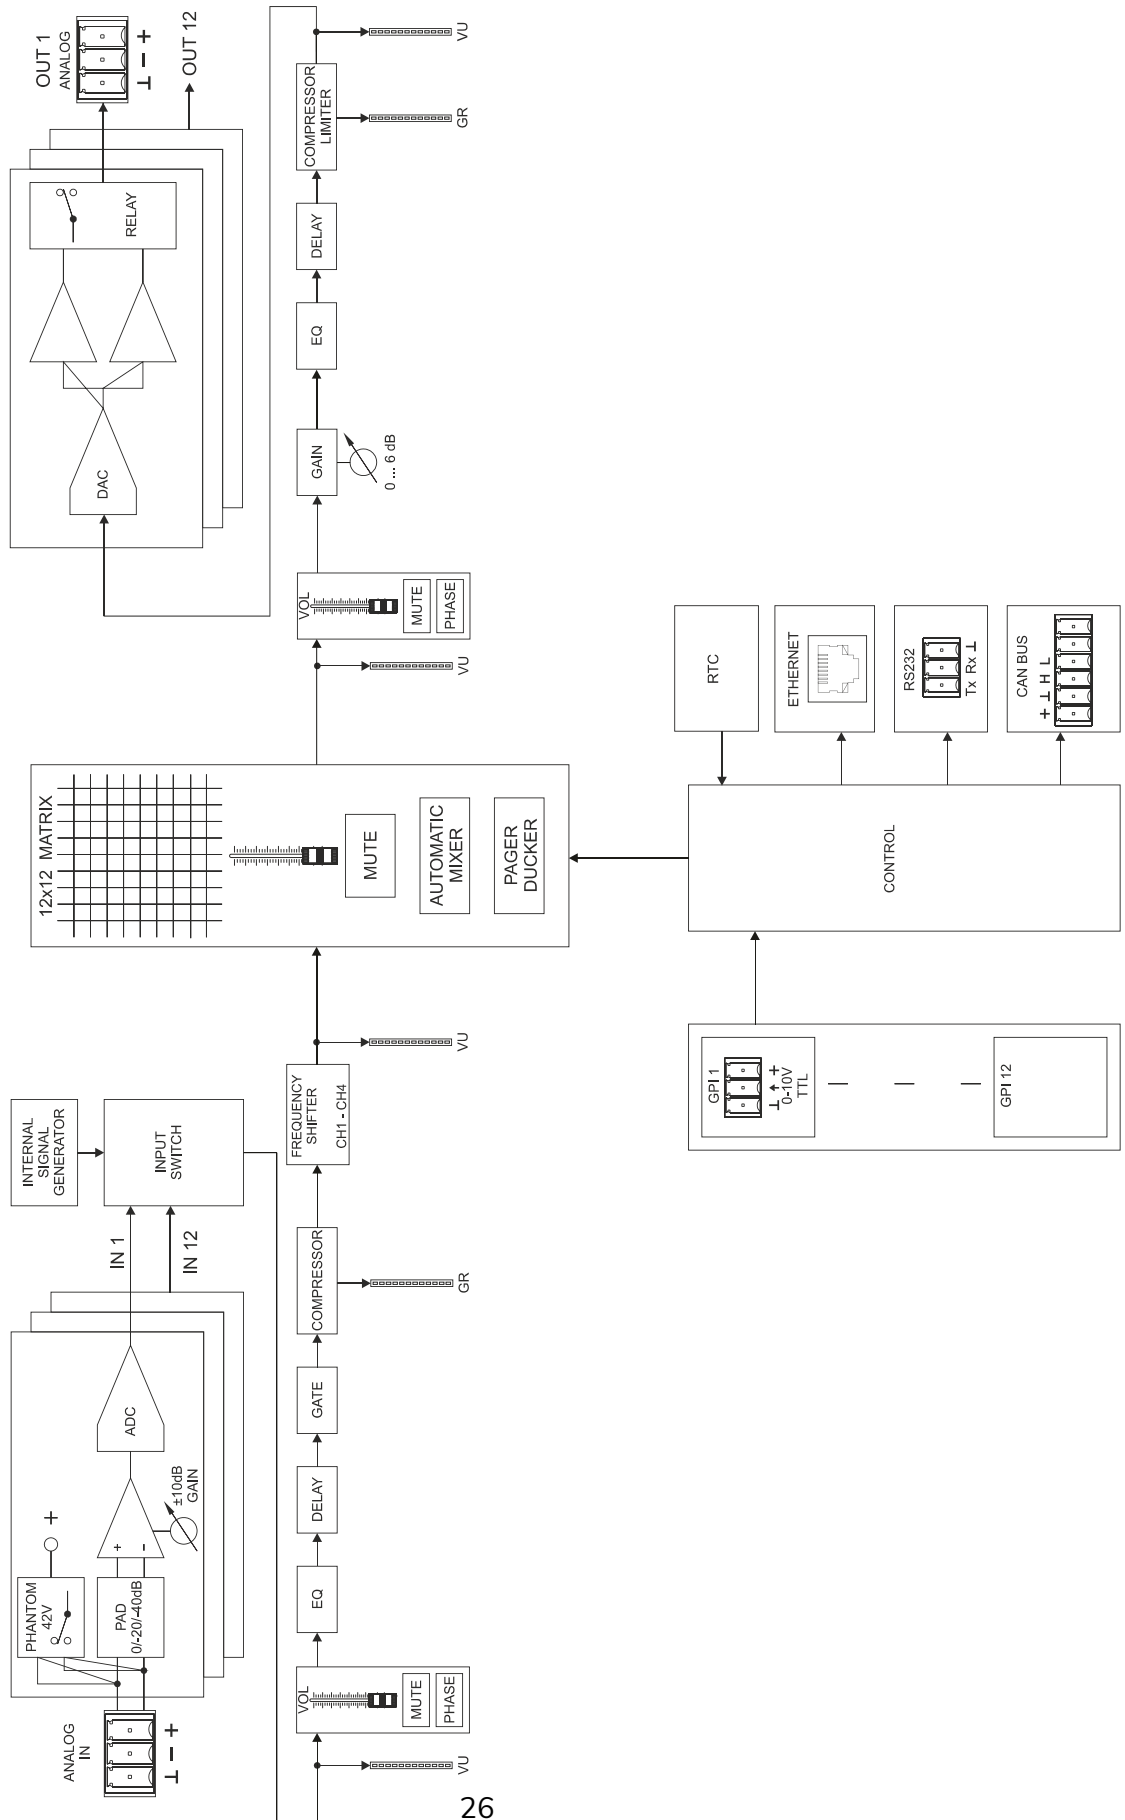 ANALOG
IN
⊥ − +
PHANTOM
42V
+
PAD
0/-20/-40dB
+
-
±10dB
GAIN
ADC
IN 1
IN 12
INTERNAL
SIGNAL
GENERATOR
INPUT
SWITCH
VU
VOL
MUTE
PHASE
EQ
DELAY
GATE
COMPRESSOR
GR
FREQUENCY
SHIFTER
CH1 - CH4
VU
12x12 MATRIX
MUTE
AUTOMATIC
MIXER
PAGER
DUCKER
VU
VOL
MUTE
PHASE
GAIN
0 ... 6 dB
EQ
DELAY
COMPRESSOR
LIMITER
GR
VU
DAC
RELAY
OUT 1
ANALOG
⊥ − +
OUT 12
GPI 1
⊥ ↑ +
0-10V
TTL
GPI 12
CONTROL
RTC
ETHERNET
RS232
Tx Rx ⊥
CAN BUS
+ ⊥ H L
26